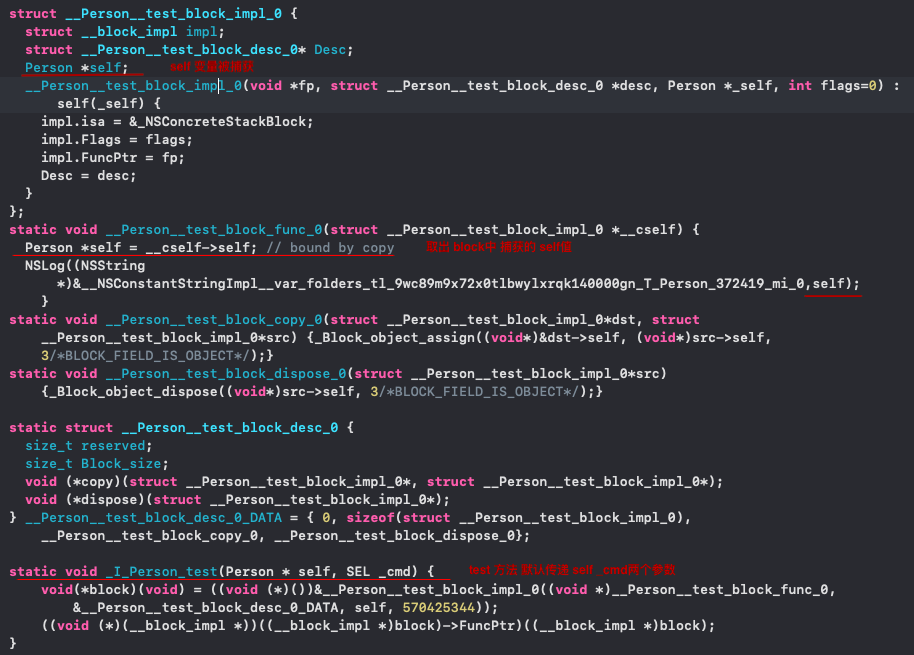 struct __Person__test_block_impl_0 {
struct __block_impl impl;
struct __Person__test_block_desc_0* Desc;
Person *self; self 变量被捕获
__Person__test_block_impl_0(void *fp, struct __Person__test_block_desc_0 *desc, Person *_self, int flags=0) :
self(_self) {
impl.isa = &_NSConcreteStackBlock;
impl.Flags = flags;
impl.FuncPtr = fp;
Desc = desc;
}
};
static void __Person__test_block_func_0(struct __Person__test_block_impl_0 *__cself) {
Person *self = __cself->self; // bound by copy 取出 block中 捕获的 self值
NSLog((NSString
*)&__NSConstantStringImpl__var_folders_tl_9wc89m9x72x0tlbwylxrqk140000gn_T_Person_372419_mi_0,self);
}
static void __Person__test_block_copy_0(struct __Person__test_block_impl_0*dst, struct
__Person__test_block_impl_0*src) {_Block_object_assign((void*)&dst->self, (void*)src->self,
3/*BLOCK_FIELD_IS_OBJECT*/);}
static void __Person__test_block_dispose_0(struct __Person__test_block_impl_0*src)
{_Block_object_dispose((void*)src->self, 3/*BLOCK_FIELD_IS_OBJECT*/);}
static struct __Person__test_block_desc_0 {
size_t reserved;
size_t Block_size;
void (*copy)(struct __Person__test_block_impl_0*, struct __Person__test_block_impl_0*);
void (*dispose)(struct __Person__test_block_impl_0*);
} __Person__test_block_desc_0_DATA = { 0, sizeof(struct __Person__test_block_impl_0),
__Person__test_block_copy_0, __Person__test_block_dispose_0};
static void _I_Person_test(Person * self, SEL _cmd) { test 方法 默认传递 self _cmd两个参数
void(*block)(void) = ((void (*)())&__Person__test_block_impl_0((void *)__Person__test_block_func_0,
&__Person__test_block_desc_0_DATA, self, 570425344));
((void (*)(__block_impl *))((__block_impl *)block)->FuncPtr)((__block_impl *)block);
}